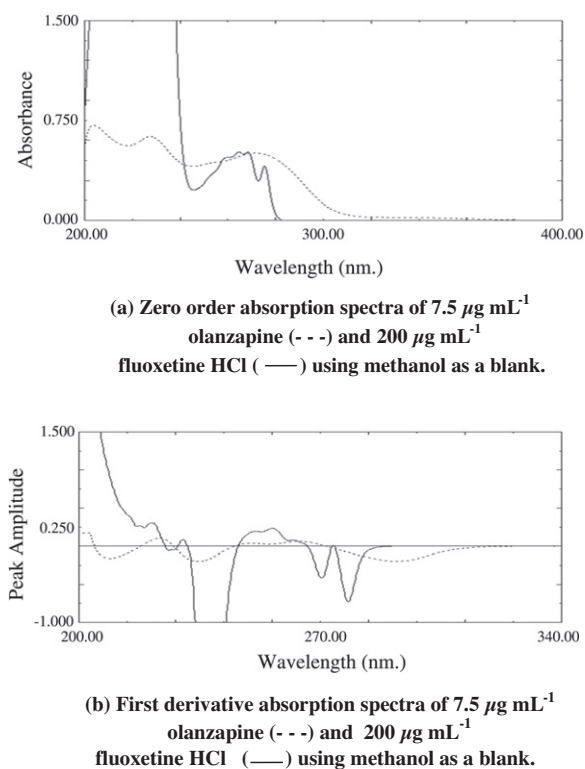 1.500
0.750
0.000
Absorbance
200.00 300.00 400.00
Wavelength (nm.)
(a) Zero order absorption spectra of 7.5 µg mL-1
olanzapine (- - -) and 200 µg mL-1
fluoxetine HCl ( — ) using methanol as a blank.
1.500
0.250
-1.000
Peak Amplitude
200.00 270.00 340.00
Wavelength (nm.)
(b) First derivative absorption spectra of 7.5 µg mL-1
olanzapine (- - -) and 200 µg mL-1
fluoxetine HCl (—) using methanol as a blank.